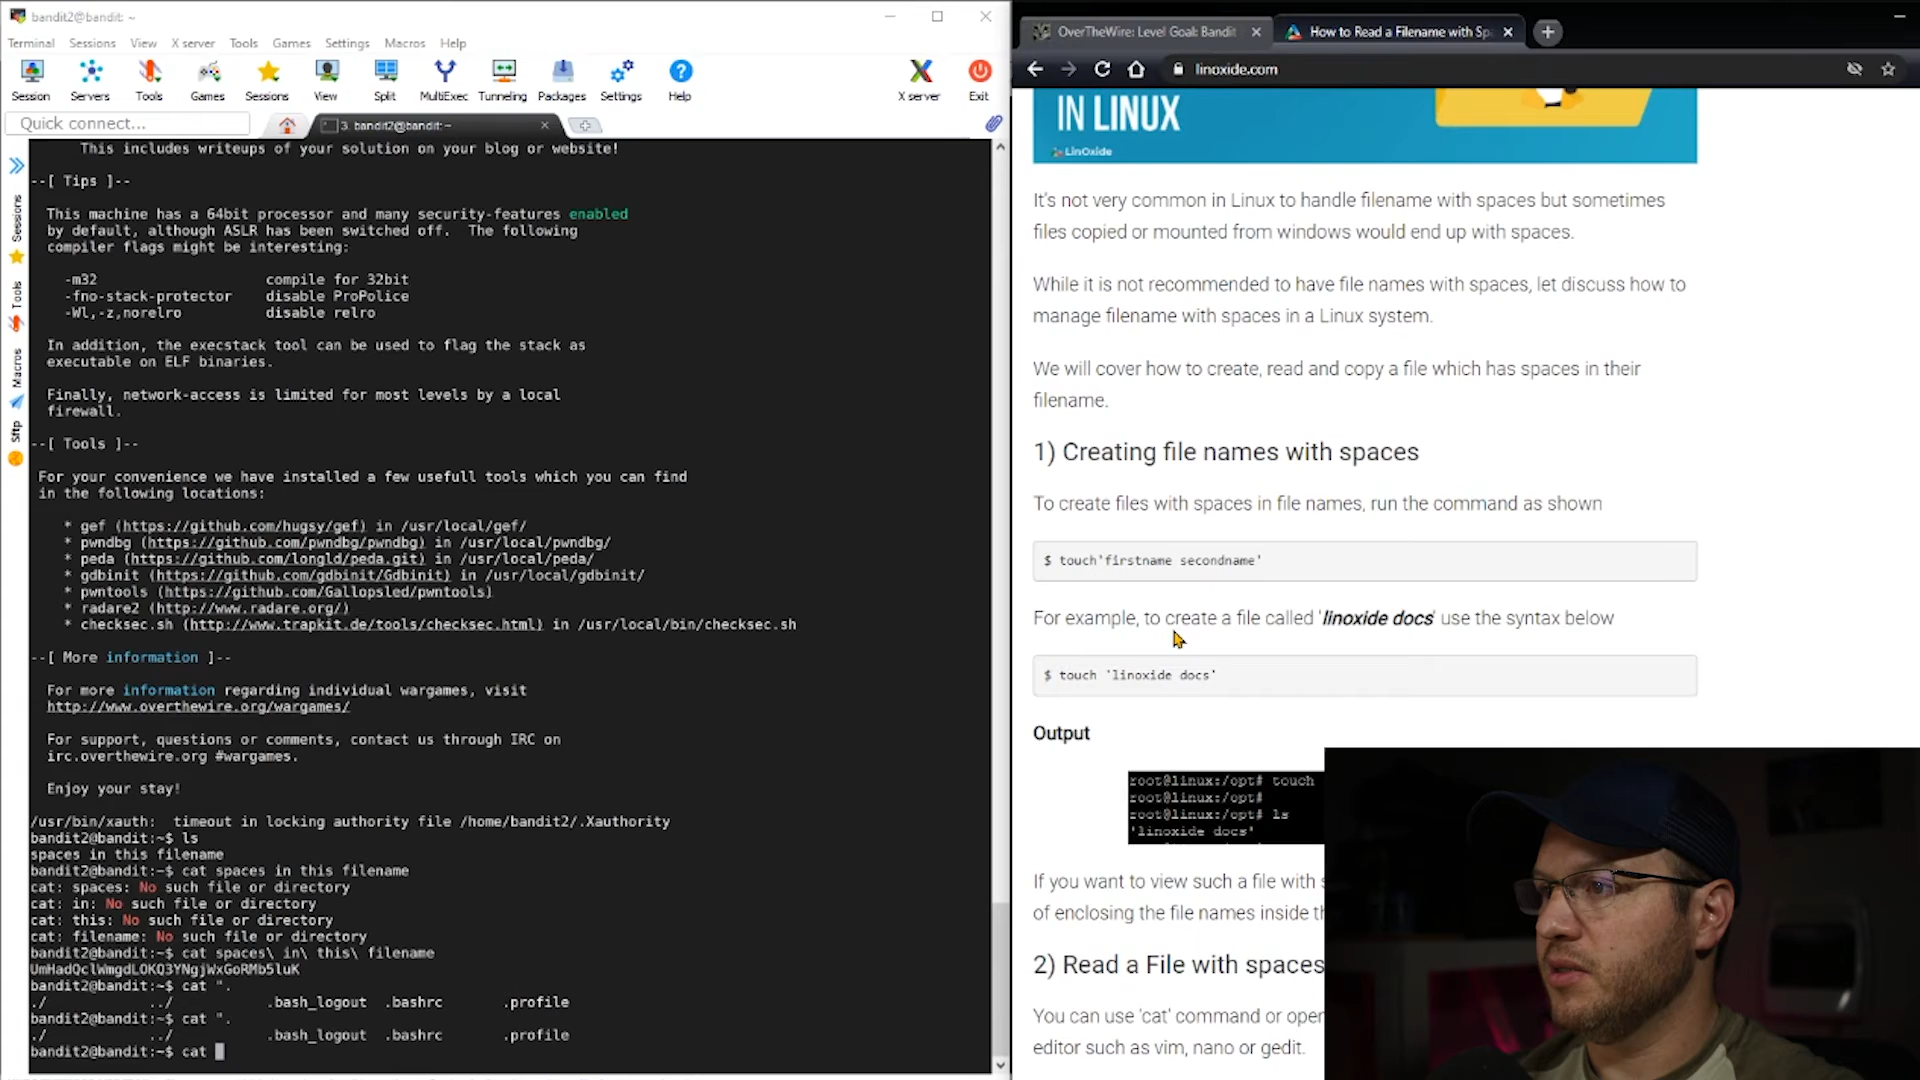 bandit2@bandit: ~
Terminal Sessions View X server Tools Games Settings Macros Help
Session Servers Tools Games Sessions View Split MultiExec Tunneling Packages Settings Help X server Exit
Quick connect...
3. bandit2@bandit:~
Sessions
Tools
Macros
Sftp
This includes writeups of your solution on your blog or website!
--[ Tips ]--
This machine has a 64bit processor and many security-features enabled
by default, although ASLR has been switched off. The following
compiler flags might be interesting:
-m32 compile for 32bit
-fno-stack-protector disable ProPolice
-Wl,-z,norelro disable relro
In addition, the execstack tool can be used to flag the stack as
executable on ELF binaries.
Finally, network-access is limited for most levels by a local
firewall.
--[ Tools ]--
For your convenience we have installed a few usefull tools which you can find
in the following locations:
* gef (https://github.com/hugsy/gef) in /usr/local/gef/
* pwndbg (https://github.com/pwndbg/pwndbg) in /usr/local/pwndbg/
* peda (https://github.com/longld/peda.git) in /usr/local/peda/
* gdbinit (https://github.com/gdbinit/Gdbinit) in /usr/local/gdbinit/
* pwntools (https://github.com/Gallopsled/pwntools)
* radare2 (http://www.radare.org/)
* checksec.sh (http://www.trapkit.de/tools/checksec.html) in /usr/local/bin/checksec.sh
--[ More information ]--
For more information regarding individual wargames, visit
http://www.overthewire.org/wargames/
For support, questions or comments, contact us through IRC on
irc.overthewire.org #wargames.
Enjoy your stay!
/usr/bin/xauth: timeout in locking authority file /home/bandit2/.Xauthority
bandit2@bandit:~$ ls
spaces in this filename
bandit2@bandit:~$ cat spaces in this filename
cat: spaces: No such file or directory
cat: in: No such file or directory
cat: this: No such file or directory
cat: filename: No such file or directory
bandit2@bandit:~$ cat spaces\ in\ this\ filename
UmHadQclWmgdLOKQ3YNgjWxGoRMb5luK
bandit2@bandit:~$ cat ".
./ ../ .bash_logout .bashrc .profile
bandit2@bandit:~$ cat ".
./ ../ .bash_logout .bashrc .profile
bandit2@bandit:~$ cat
OverTheWire: Level Goal: Bandit
How to Read a Filename with Sp
linoxide.com
IN LINUX
LinOxide
It's not very common in Linux to handle filename with spaces but sometimes
files copied or mounted from windows would end up with spaces.
While it is not recommended to have file names with spaces, let discuss how to
manage filename with spaces in a Linux system.
We will cover how to create, read and copy a file which has spaces in their
filename.
1) Creating file names with spaces
To create files with spaces in file names, run the command as shown
$ touch'firstname secondname'
For example, to create a file called 'linoxide docs' use the syntax below
$ touch 'linoxide docs'
Output
root@linux:/opt# touch
root@linux:/opt#
root@linux:/opt# ls
'linoxide docs'
If you want to view such a file with
of enclosing the file names inside
2) Read a File with spaces
You can use 'cat' command or open
editor such as vim, nano or gedit.